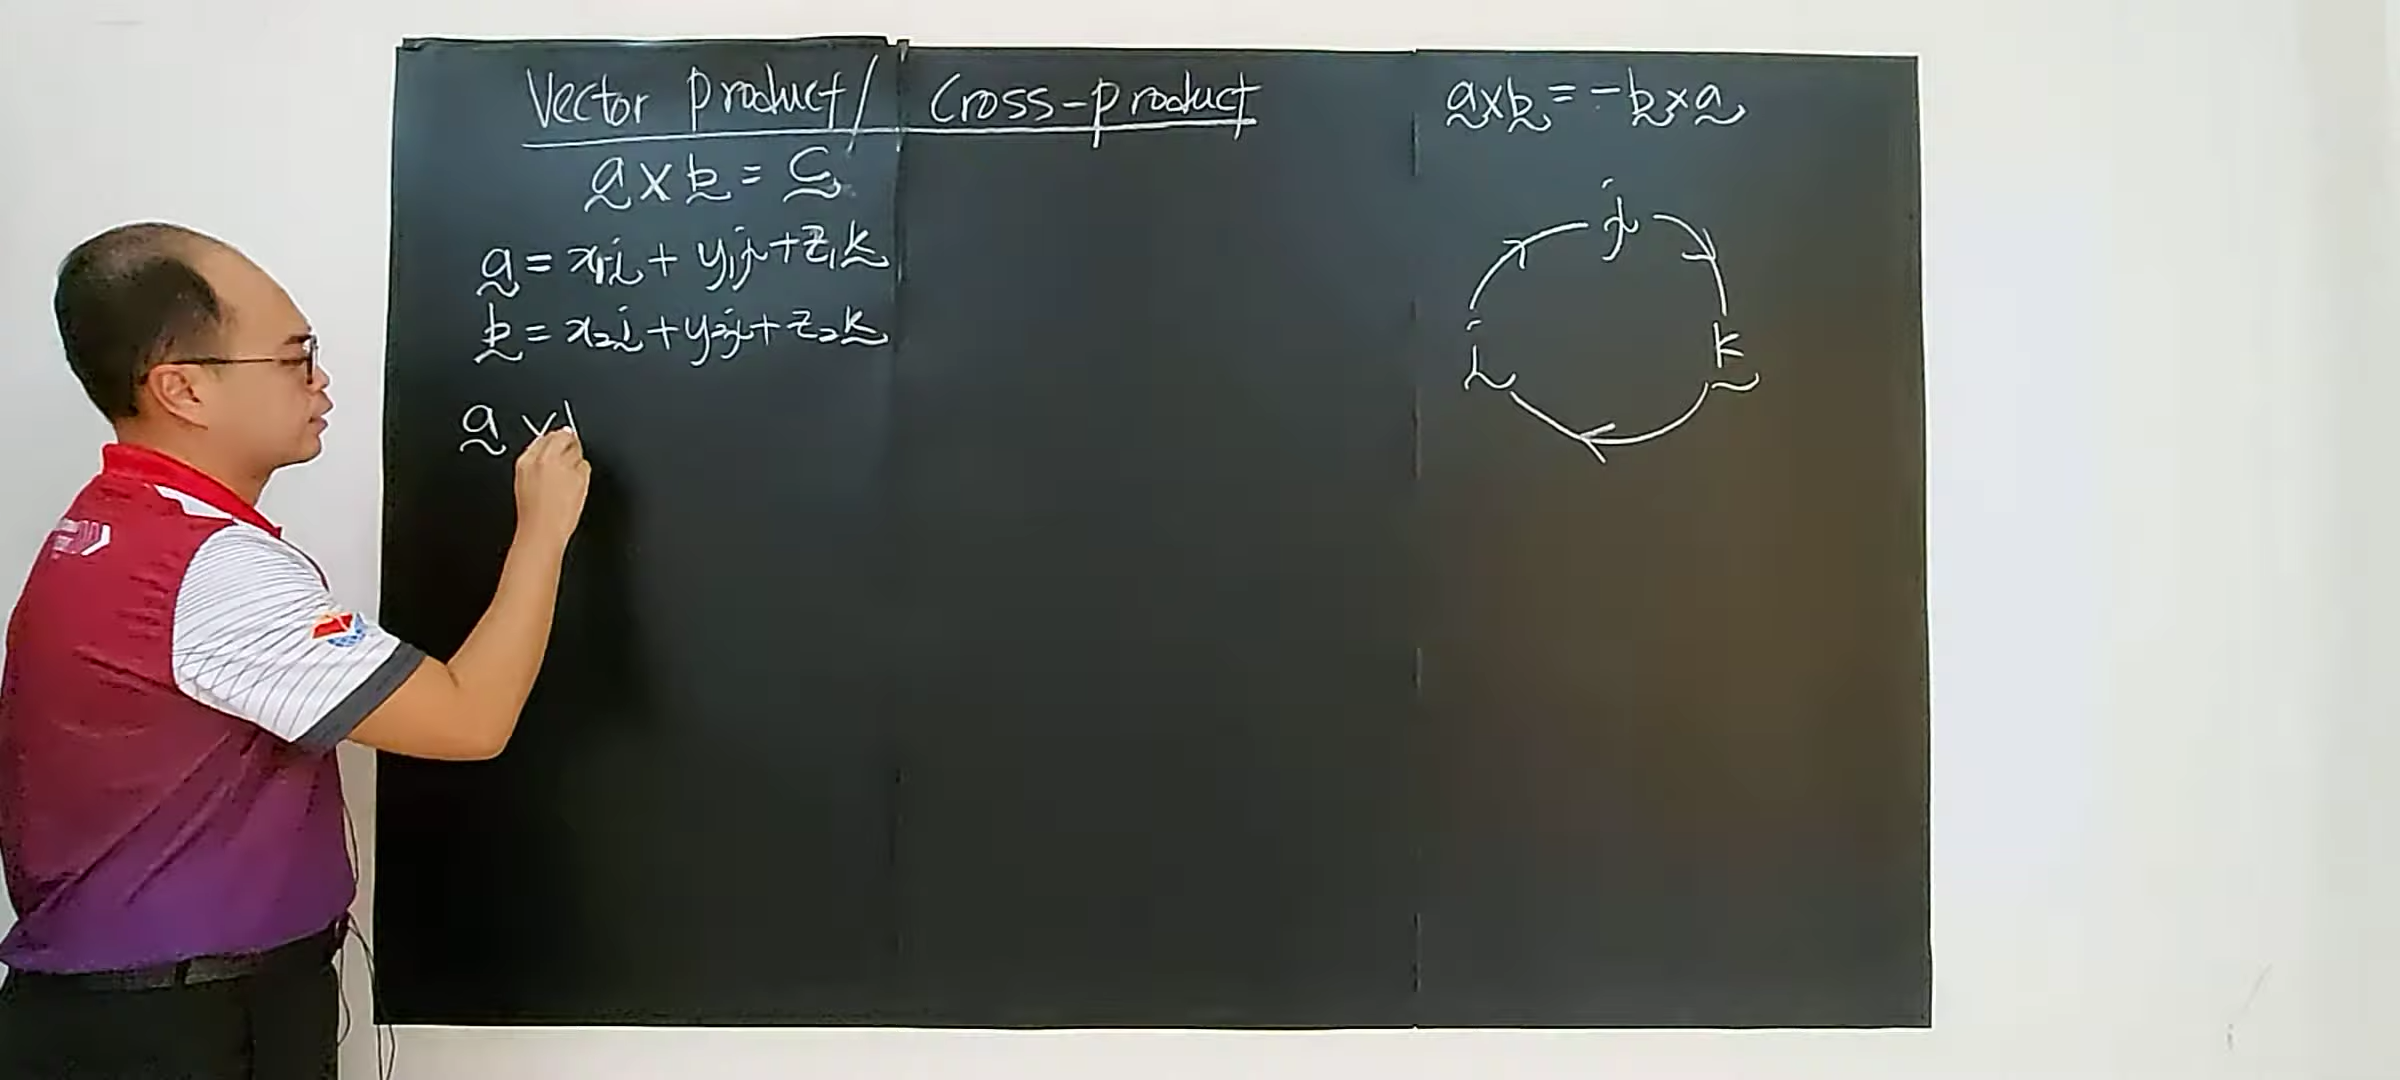 Vector Product/ Cross-product
a x b = c
a = x₁i + y₁j + z₁k
b = x₂i + y₂j + z₂k
a x
a x b = - b x a
j
i
k